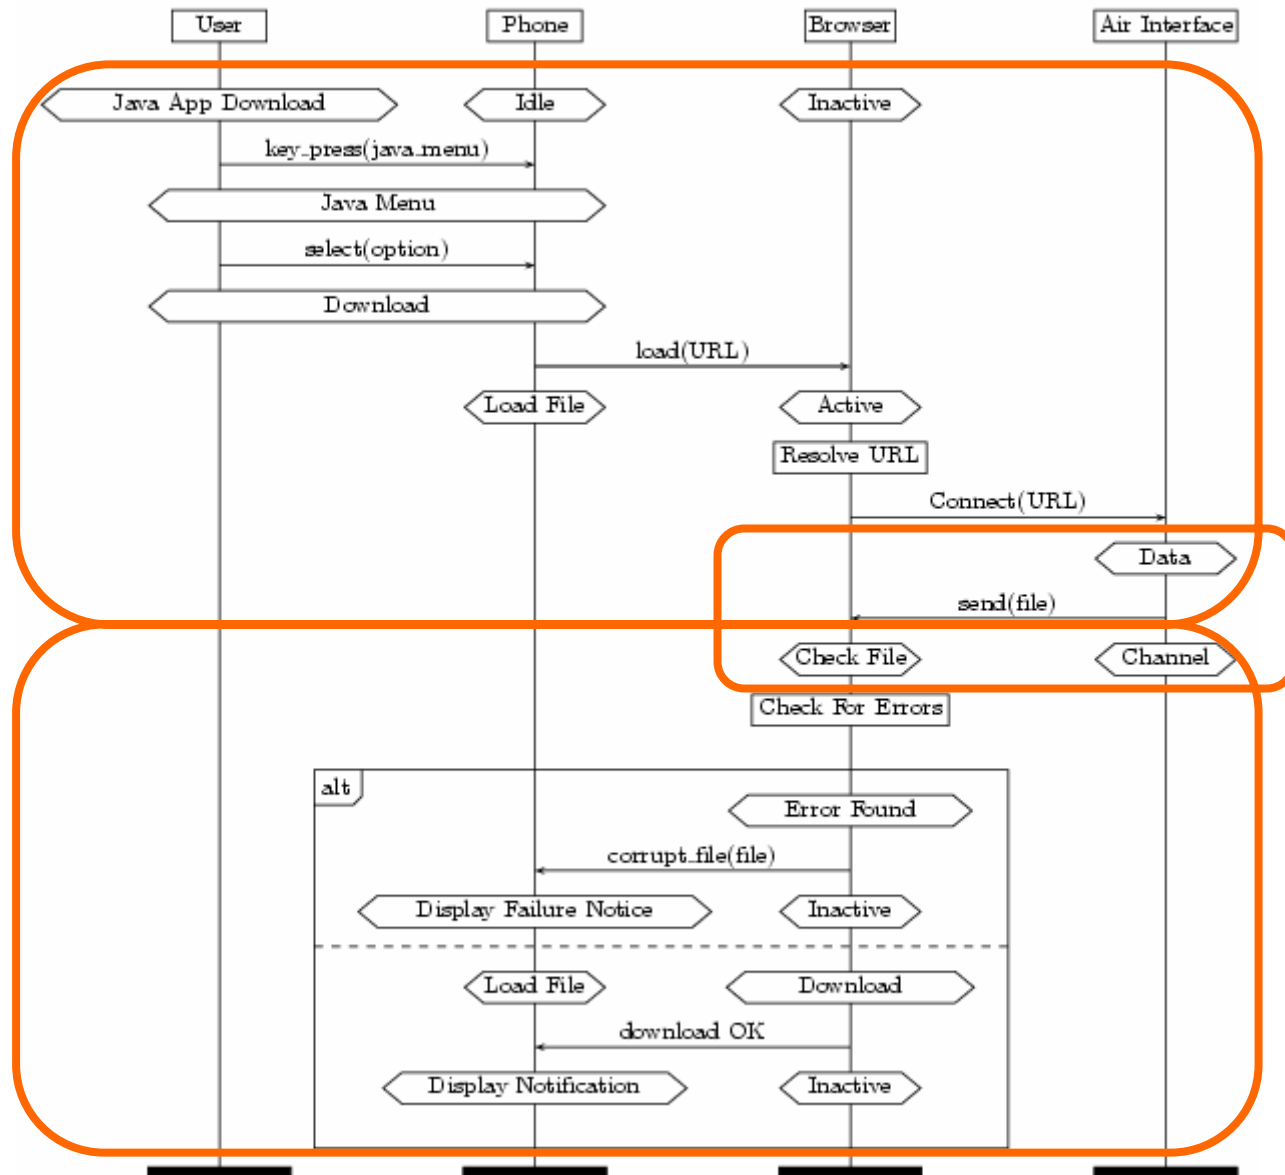 User
Phone
Browser
Air Interface
Java App Download
Idle
Inactive
key_press(java_menu)
Java Menu
select(option)
Download
load(URL)
Load File
Active
Resolve URL
Connect(URL)
Data
send(file)
Check File
Channel
Check For Errors
alt
Error Found
corrupt_file(file)
Display Failure Notice
Inactive
Load File
Download
download OK
Display Notification
Inactive